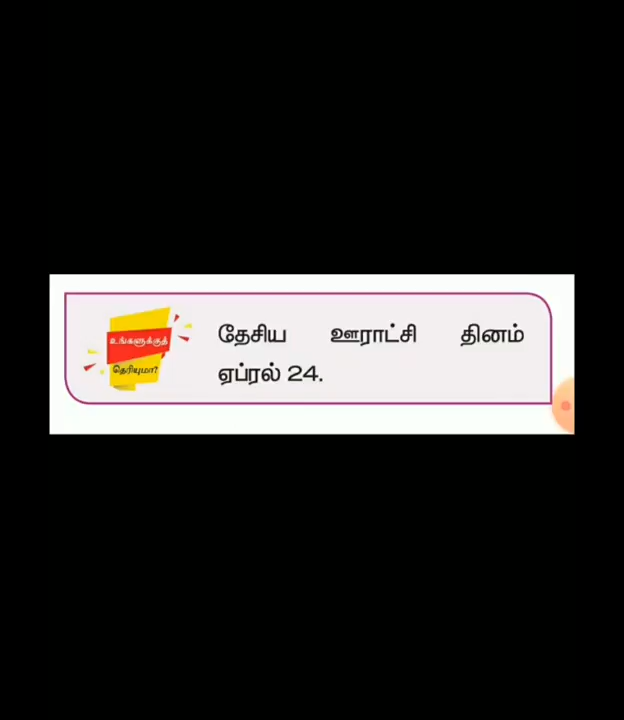 உங்களுக்குத்
தெரியுமா?
தேசிய ஊராட்சி தினம்
ஏப்ரல் 24.